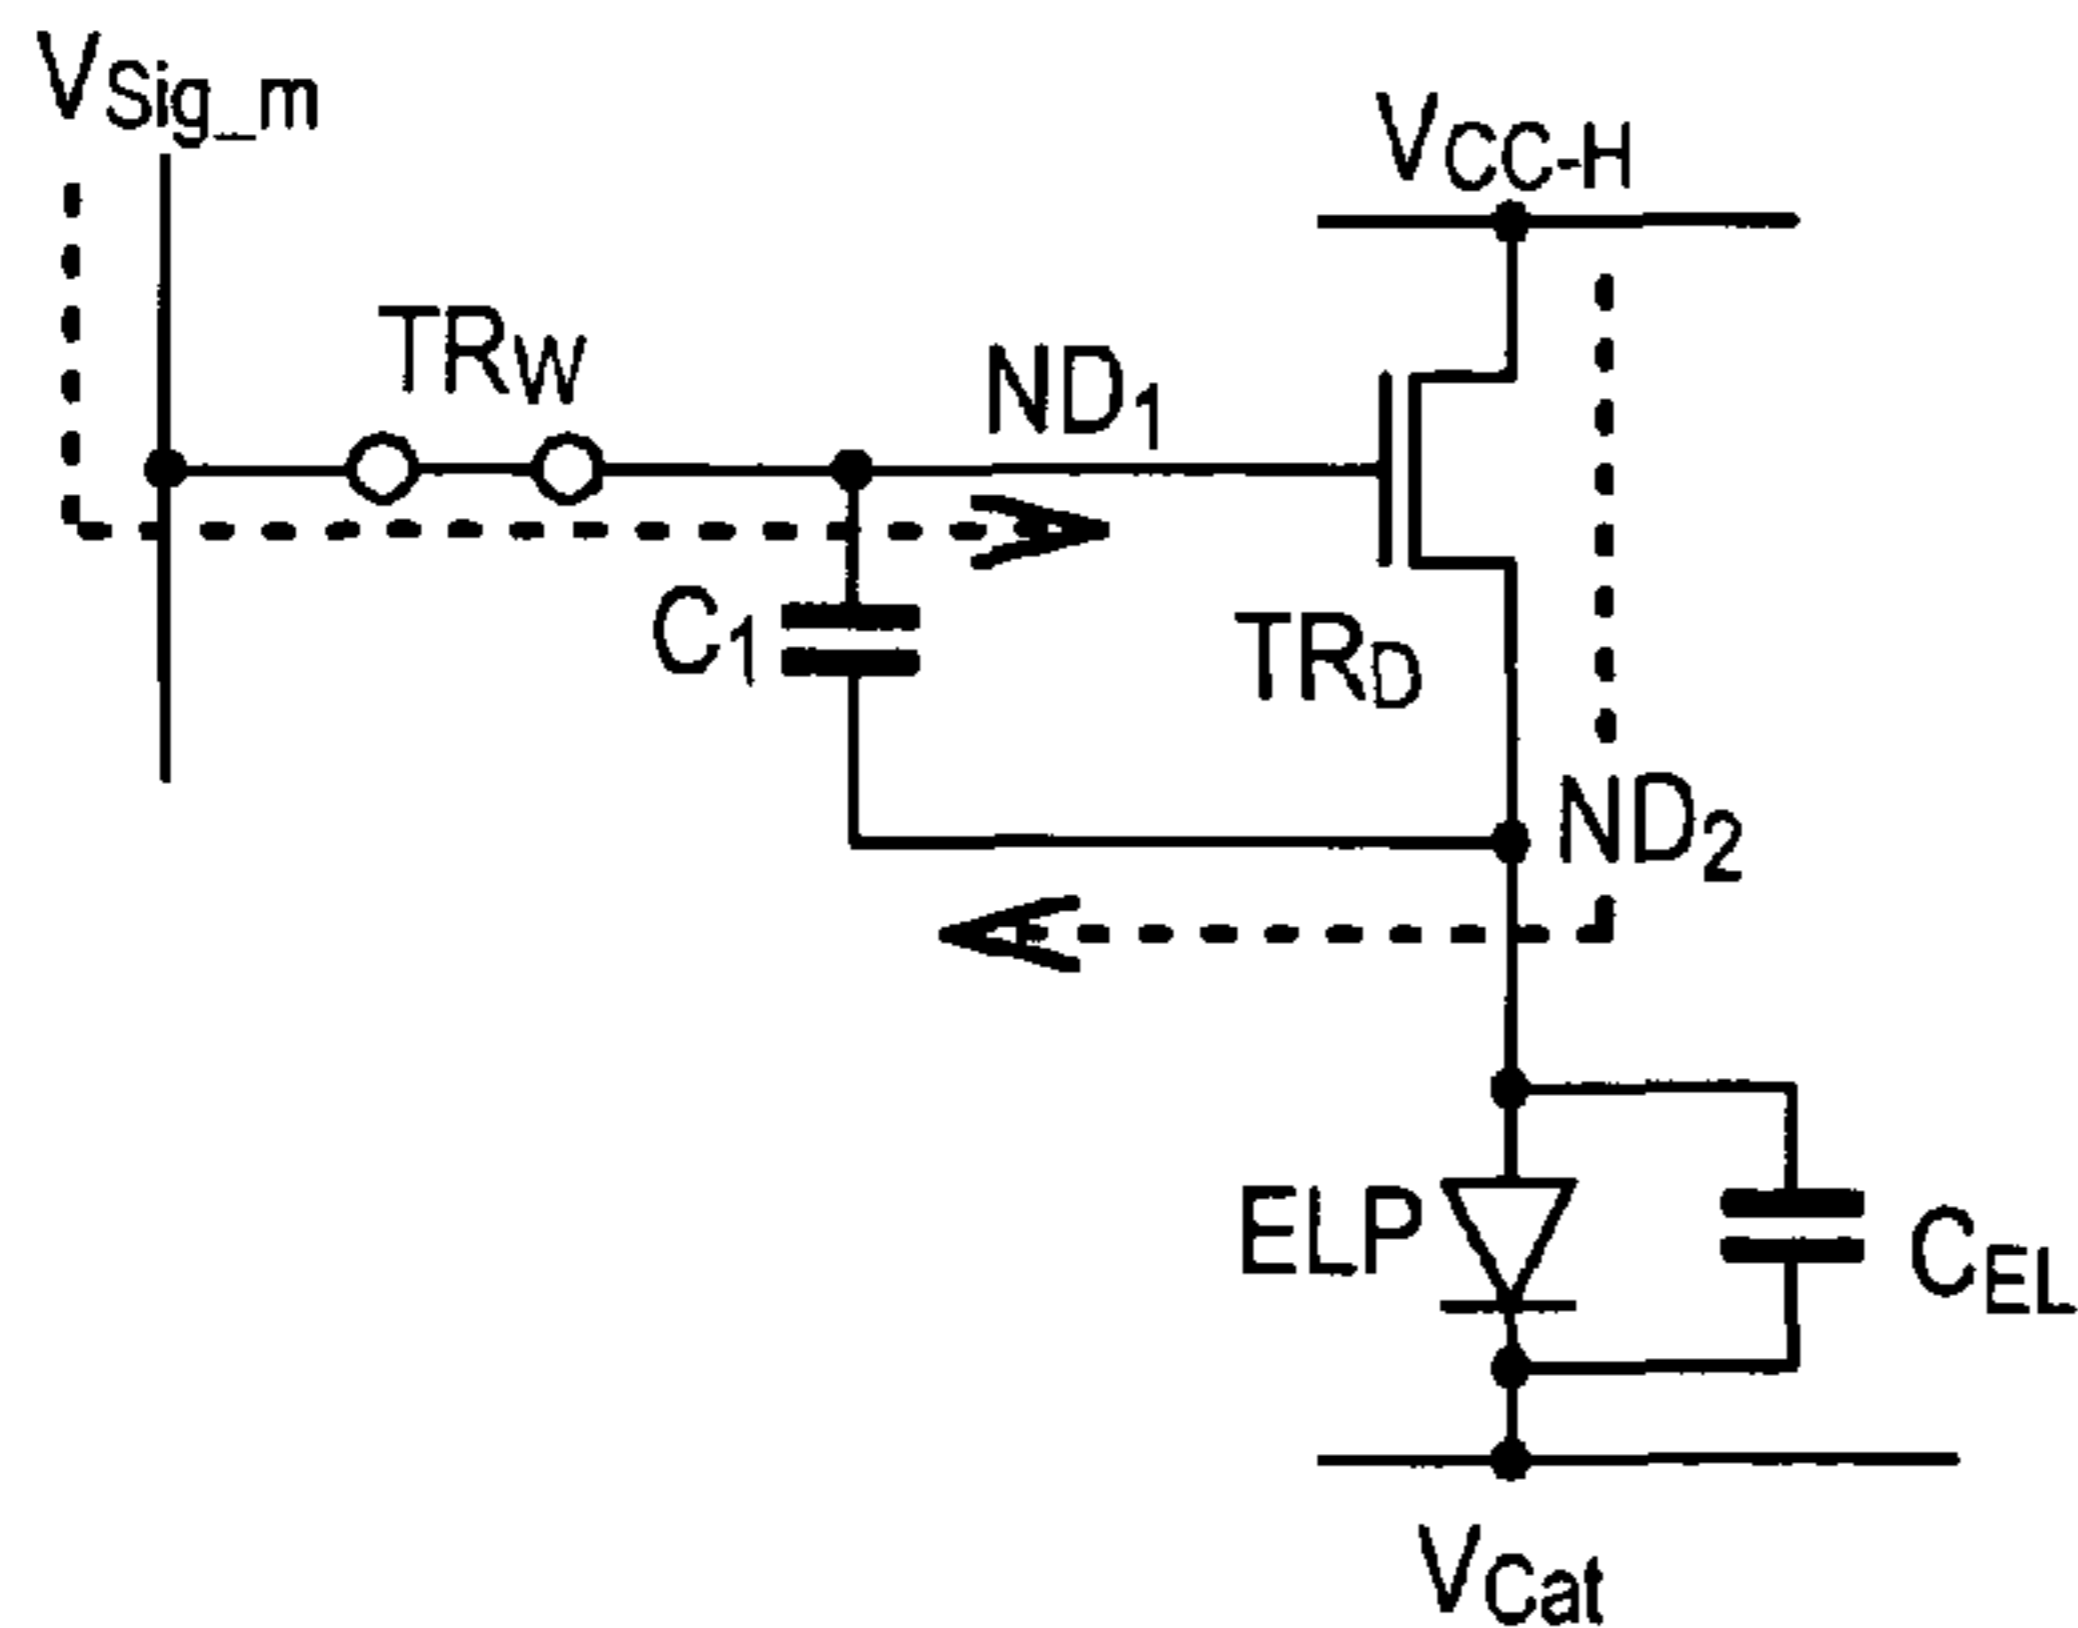 VSig_m
VCC-H
TRW
ND1
C1
TRD
ND2
ELP
CEL
VCat